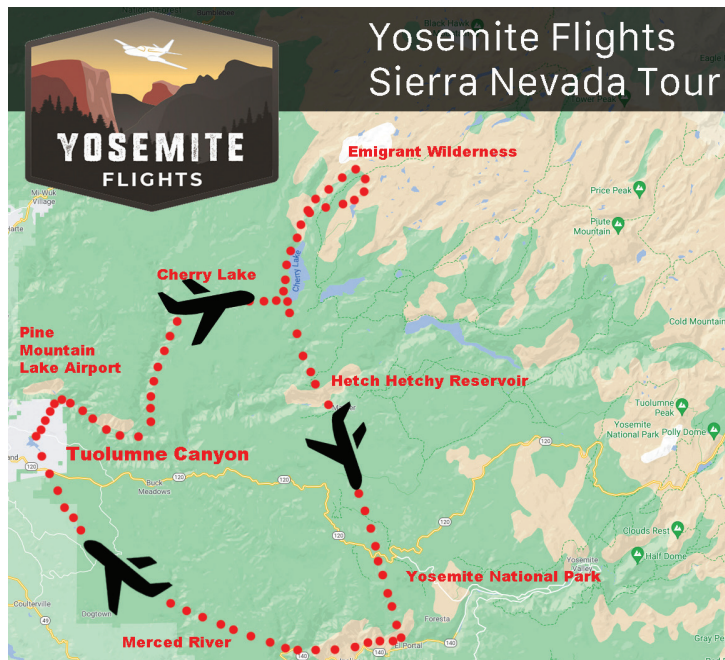 Yosemite Flights
Sierra Nevada Tour
YOSEMITE
FLIGHTS
Emigrant Wilderness
Mi-Wuk
Village
Price Peak
Piute
Mountain
Cherry Lake
Cherry Lake
Cold Mountain
Pine
Mountain
Lake Airport
Hetch Hetchy Reservoir
Tuolumne
Peak
Yosemite
National Park
Polly Dome
Tuolumne Canyon
120
120
120
Buck
Meadows
120
120
Clouds Rest
Half Dome
Yosemite
Valley
Yosemite National Park
Coulterville
Dogtown
49
Foresta
Merced River
El Portal
140
140
140